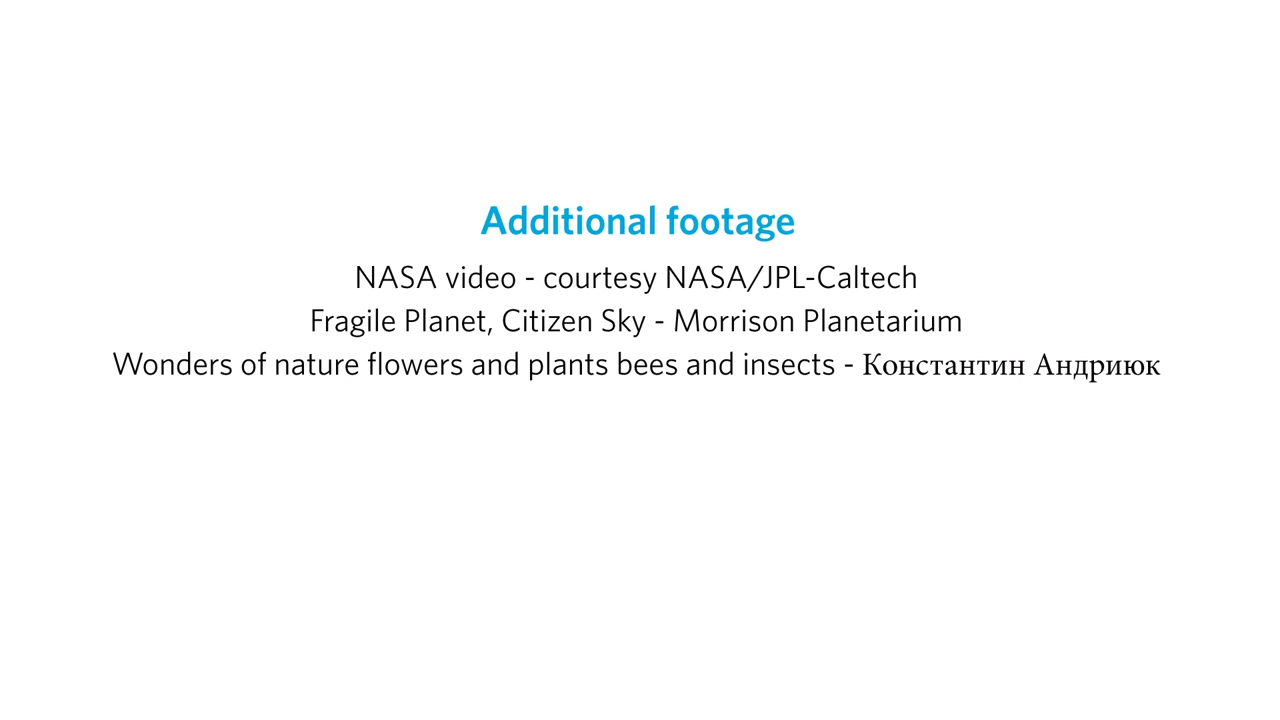 Additional footage
NASA video - courtesy NASA/JPL-Caltech
Fragile Planet, Citizen Sky - Morrison Planetarium
Wonders of nature flowers and plants bees and insects - Константин Андриюк